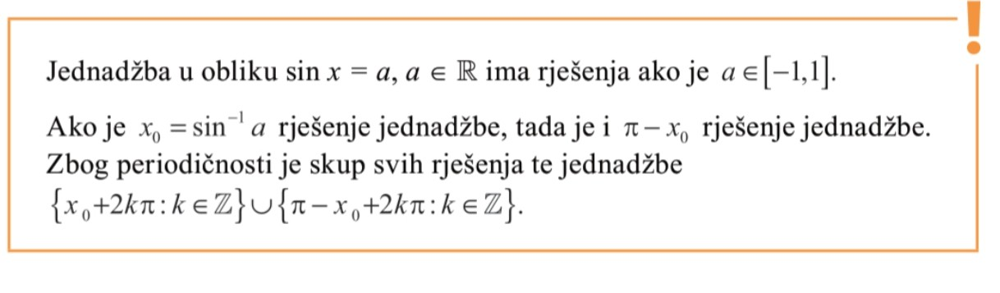 Jednadžba u obliku sin x = a, a ∈ ℝ ima rješenja ako je a ∈ [−1,1].
Ako je x₀ = sin⁻¹ a rješenje jednadžbe, tada je i π − x₀ rješenje jednadžbe.
Zbog periodičnosti je skup svih rješenja te jednadžbe
{x₀+2kπ : k ∈ ℤ} ∪ {π − x₀+2kπ : k ∈ ℤ}.
!